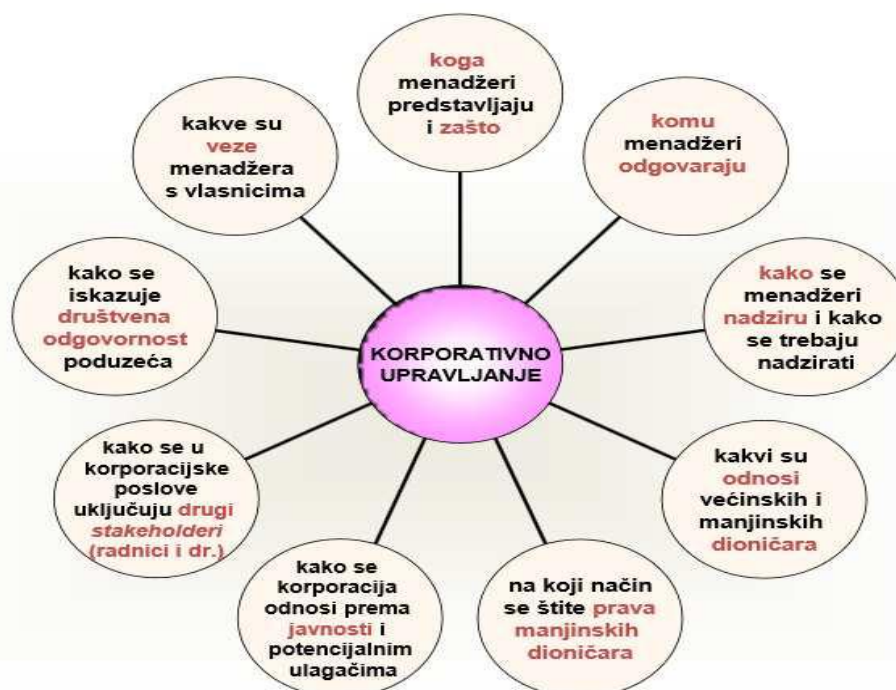 koga
menadžeri
predstavljaju
i zašto
komu
menadžeri
odgovaraju
kako se
menadžeri
nadziru i kako
se trebaju
nadzirati
kakvi su
odnosi
većinskih i
manjinskih
dioničara
na koji način
se štite prava
manjinskih
dioničara
kako se
korporacija
odnosi prema
javnosti i
potencijalnim
ulagačima
kako se u
korporacijske
poslove
uključuju drugi
stakeholderi
(radnici i dr.)
kako se
iskazuje
društvena
odgovornost
poduzeća
kakve su
veze
menadžera
s vlasnicima
KORPORATIVNO
UPRAVLJANJE